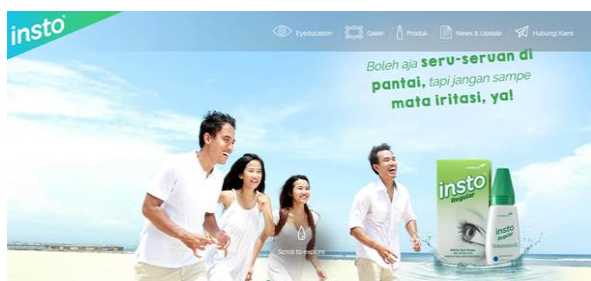 insto
Eyeducation
Galeri
Produk
News & Update
Hubungi Kami
Boleh aja seru-seruan di
pantai, tapi jangan sampe
mata iritasi, ya!
Scroll to explore
insto
Regular
insto
Regular